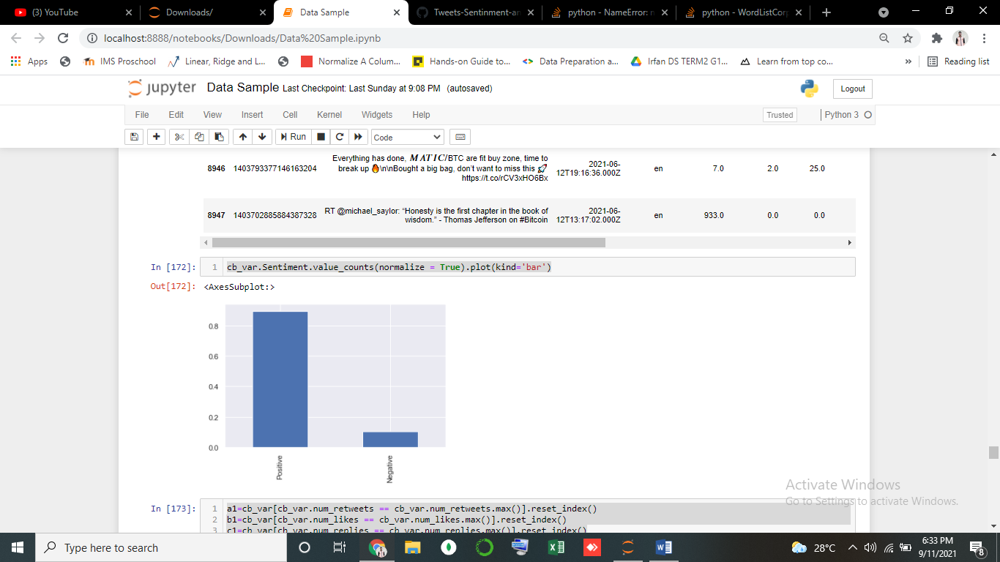 (3) YouTube
Downloads/
Data Sample
Tweets-Sentinment-an
python - NameError: n
python - WordListCorp
localhost:8888/notebooks/Downloads/Data%20Sample.ipynb
Apps
IMS Proschool
Linear, Ridge and L...
Normalize A Colum...
Hands-on Guide to...
Data Preparation a...
Irfan DS TERM2 G1...
Learn from top co...
»
Reading list
jupyter Data Sample Last Checkpoint: Last Sunday at 9:08 PM (autosaved)
Logout
File Edit View Insert Cell Kernel Widgets Help
Trusted
Python 3
Run
Code
Everything has done, MATIC/BTC are fit buy zone, time to
8946 1403793377146163204 break up 🔥\n\nBought a big bag, don't want to miss this 🚀 2021-06-12T19:16:36.000Z en 7.0 2.0 25.0
https://t.co/rCV3xHO6Bx
8947 1403702885884387328 RT @michael_saylor: “Honesty is the first chapter in the book of
wisdom.” - Thomas Jefferson on #Bitcoin 2021-06-12T13:17:02.000Z en 933.0 0.0 0.0
In [172]: 1 cb_var.Sentiment.value_counts(normalize = True).plot(kind='bar')
Out[172]: <AxesSubplot:>
0.8
0.6
0.4
0.2
0.0
Positive
Negative
In [173]: 1 a1=cb_var[cb_var.num_retweets == cb_var.num_retweets.max()].reset_index()
2 b1=cb_var[cb_var.num_likes == cb_var.num_likes.max()].reset_index()
3 c1=cb_var[cb_var.num_replies == cb_var.num_replies.max()].reset_index()
Activate Windows
Go to Settings to activate Windows.
Type here to search
28°C
6:33 PM
9/11/2021
8